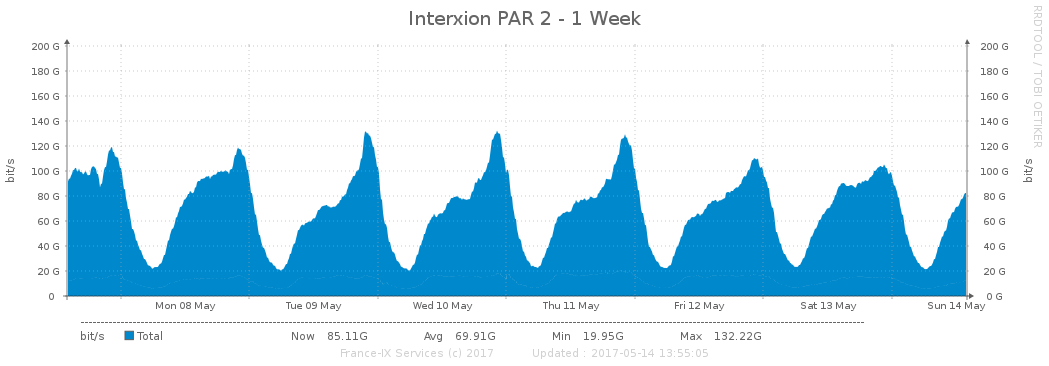 Interxion PAR 2 - 1 Week
RRDTOOL / TOBI OETIKER
bit/s
bit/s
200 G 200 G
180 G 180 G
160 G 160 G
140 G 140 G
120 G 120 G
100 G 100 G
80 G 80 G
60 G 60 G
40 G 40 G
20 G 20 G
0 0 G
Mon 08 May Tue 09 May Wed 10 May Thu 11 May Fri 12 May Sat 13 May Sun 14 May
bit/s Total Now 85.11G Avg 69.91G Min 19.95G Max 132.22G
France-IX Services (c) 2017 Updated : 2017-05-14 13:55:05